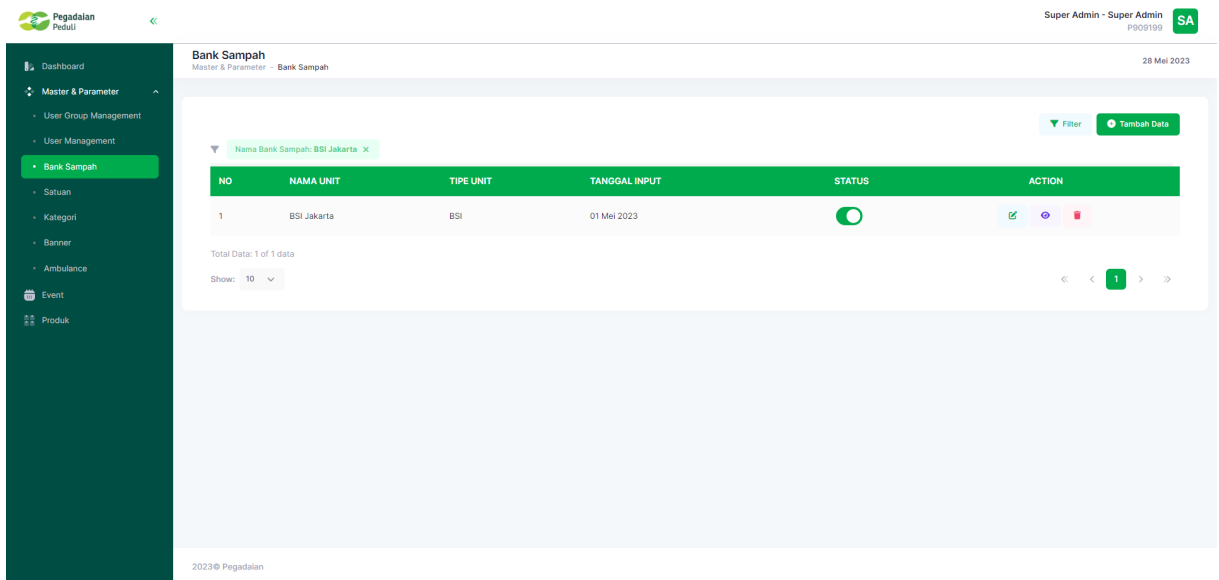 Pegadaian
Peduli
Super Admin - Super Admin
P909199
SA
Dashboard
Master & Parameter
User Group Management
User Management
Bank Sampah
Satuan
Kategori
Banner
Ambulance
Event
Produk
Bank Sampah
Master & Parameter - Bank Sampah
28 Mei 2023
Filter
Tambah Data
Nama Bank Sampah: BSI Jakarta ×
NO NAMA UNIT TIPE UNIT TANGGAL INPUT STATUS ACTION
1 BSI Jakarta BSI 01 Mei 2023
Total Data: 1 of 1 data
Show: 10
« < 1 > »
2023© Pegadaian